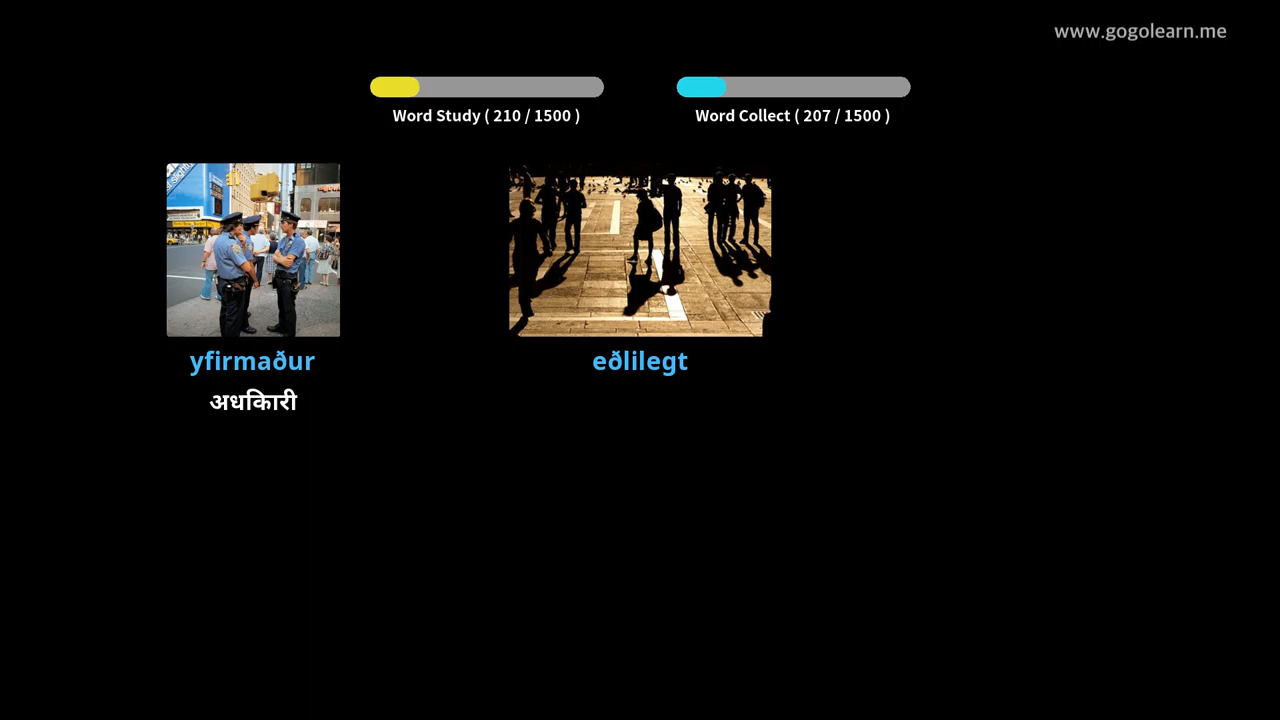 www.gogolearn.me
Word Study ( 210 / 1500 )
Word Collect ( 207 / 1500 )
yfirmaður
eðlilegt
अधिकारी